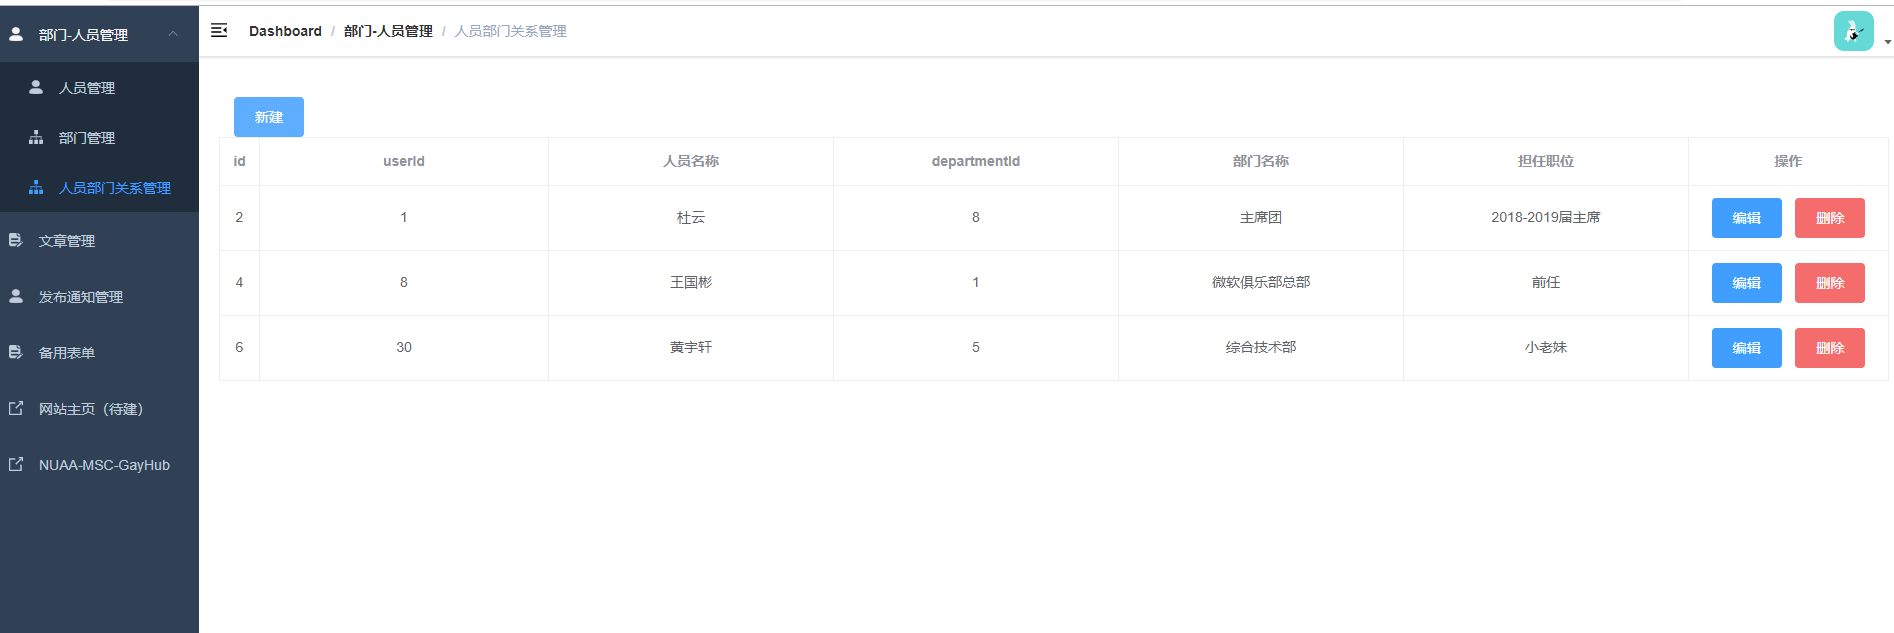 部门-人员管理
人员管理
部门管理
人员部门关系管理
文章管理
发布通知管理
备用表单
网站主页（待建）
NUAA-MSC-GayHub
Dashboard / 部门-人员管理 / 人员部门关系管理
新建
id userId 人员名称 departmentId 部门名称 担任职位 操作
2 1 杜云 8 主席团 2018-2019届主席 编辑 删除
4 8 王国彬 1 微软俱乐部总部 前任 编辑 删除
6 30 黄宇轩 5 综合技术部 小老妹 编辑 删除